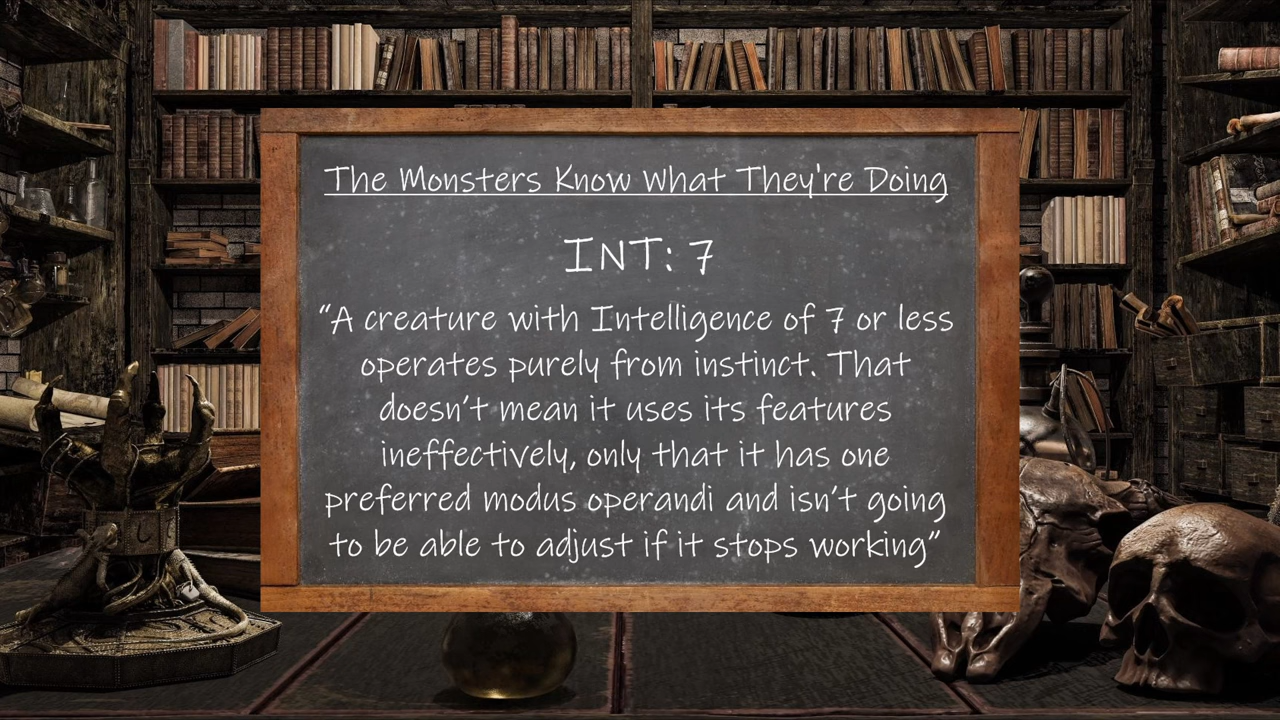 The Monsters Know What They're Doing
INT: 7
“A creature with Intelligence of 7 or less
operates purely from instinct. That
doesn’t mean it uses its features
ineffectively, only that it has one
preferred modus operandi and isn’t going
to be able to adjust if it stops working”